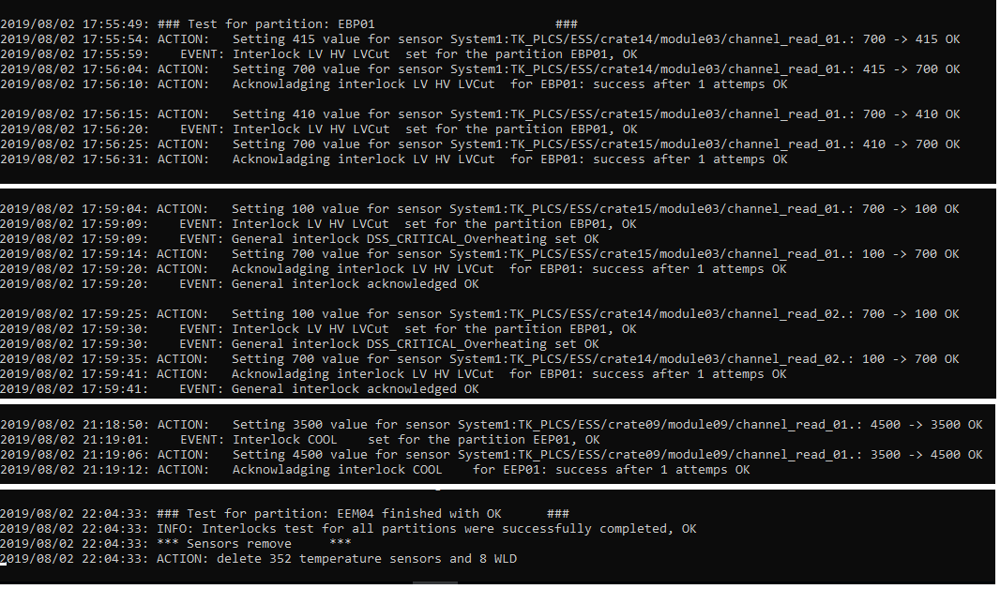 2019/08/02 17:55:49: ### Test for partition: EBP01 ###
2019/08/02 17:55:54: ACTION: Setting 415 value for sensor System1:TK_PLCS/ESS/crate14/module03/channel_read_01.: 700 -> 415 OK
2019/08/02 17:55:59: EVENT: Interlock LV HV LVCut set for the partition EBP01, OK
2019/08/02 17:56:04: ACTION: Setting 700 value for sensor System1:TK_PLCS/ESS/crate14/module03/channel_read_01.: 415 -> 700 OK
2019/08/02 17:56:10: ACTION: Acknowladging interlock LV HV LVCut for EBP01: success after 1 attemps OK
2019/08/02 17:56:15: ACTION: Setting 410 value for sensor System1:TK_PLCS/ESS/crate15/module03/channel_read_01.: 700 -> 410 OK
2019/08/02 17:56:20: EVENT: Interlock LV HV LVCut set for the partition EBP01, OK
2019/08/02 17:56:25: ACTION: Setting 700 value for sensor System1:TK_PLCS/ESS/crate15/module03/channel_read_01.: 410 -> 700 OK
2019/08/02 17:56:31: ACTION: Acknowladging interlock LV HV LVCut for EBP01: success after 1 attemps OK
2019/08/02 17:59:04: ACTION: Setting 100 value for sensor System1:TK_PLCS/ESS/crate15/module03/channel_read_01.: 700 -> 100 OK
2019/08/02 17:59:09: EVENT: Interlock LV HV LVCut set for the partition EBP01, OK
2019/08/02 17:59:09: EVENT: General interlock DSS_CRITICAL_Overheating set OK
2019/08/02 17:59:14: ACTION: Setting 700 value for sensor System1:TK_PLCS/ESS/crate15/module03/channel_read_01.: 100 -> 700 OK
2019/08/02 17:59:20: ACTION: Acknowladging interlock LV HV LVCut for EBP01: success after 1 attemps OK
2019/08/02 17:59:20: EVENT: General interlock acknowledged OK
2019/08/02 17:59:25: ACTION: Setting 100 value for sensor System1:TK_PLCS/ESS/crate14/module03/channel_read_02.: 700 -> 100 OK
2019/08/02 17:59:30: EVENT: Interlock LV HV LVCut set for the partition EBP01, OK
2019/08/02 17:59:30: EVENT: General interlock DSS_CRITICAL_Overheating set OK
2019/08/02 17:59:35: ACTION: Setting 700 value for sensor System1:TK_PLCS/ESS/crate14/module03/channel_read_02.: 100 -> 700 OK
2019/08/02 17:59:41: ACTION: Acknowladging interlock LV HV LVCut for EBP01: success after 1 attemps OK
2019/08/02 17:59:41: EVENT: General interlock acknowledged OK
2019/08/02 21:18:50: ACTION: Setting 3500 value for sensor System1:TK_PLCS/ESS/crate09/module09/channel_read_01.: 4500 -> 3500 OK
2019/08/02 21:19:01: EVENT: Interlock COOL set for the partition EEP01, OK
2019/08/02 21:19:06: ACTION: Setting 4500 value for sensor System1:TK_PLCS/ESS/crate09/module09/channel_read_01.: 3500 -> 4500 OK
2019/08/02 21:19:12: ACTION: Acknowladging interlock COOL for EEP01: success after 1 attemps OK
2019/08/02 22:04:33: ### Test for partition: EEM04 finished with OK ###
2019/08/02 22:04:33: INFO: Interlocks test for all partitions were successfully completed, OK
2019/08/02 22:04:33: *** Sensors remove ***
2019/08/02 22:04:33: ACTION: delete 352 temperature sensors and 8 WLD